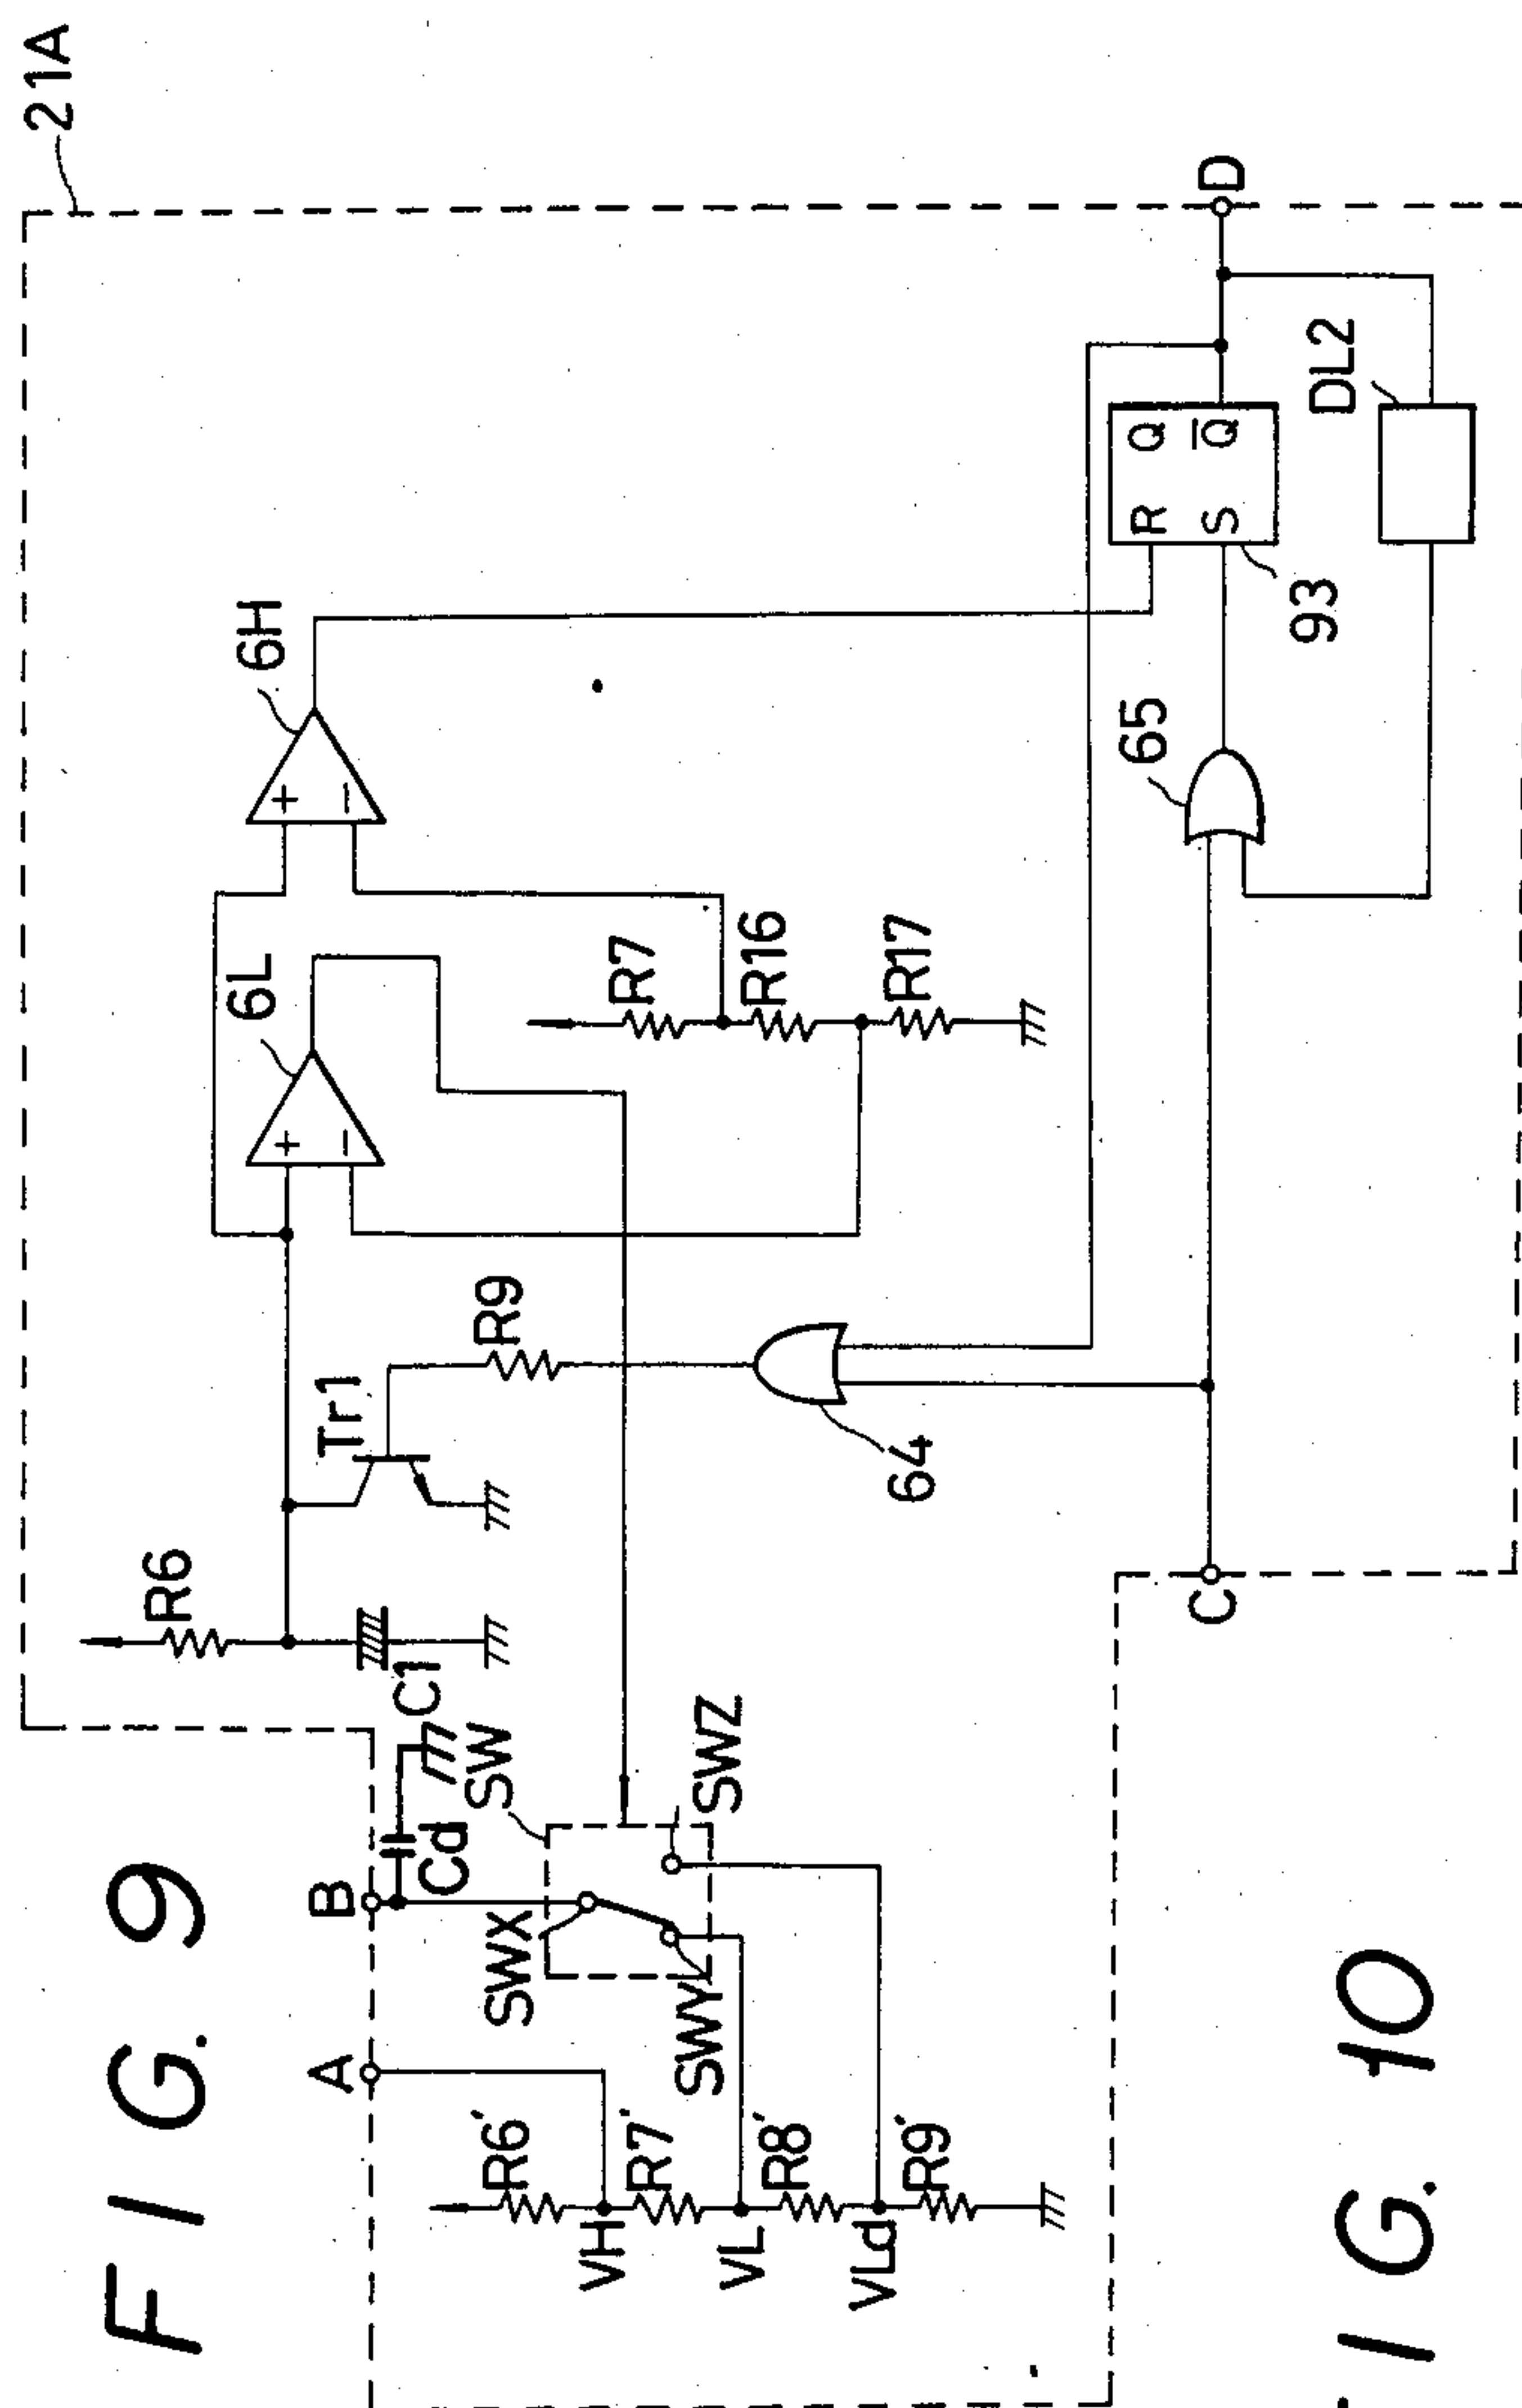 FIG. 9
21A
R6
C1
Tr1
R9
6L
6H
R7
R16
R17
+
−
+
−
A
B
Cd
SW
SWX
SWY
SWZ
R6'
R7'
R8'
R9'
VH
VL
VLd
64
65
R Q
S Q̅
93
DL2
C
D
IG. 10